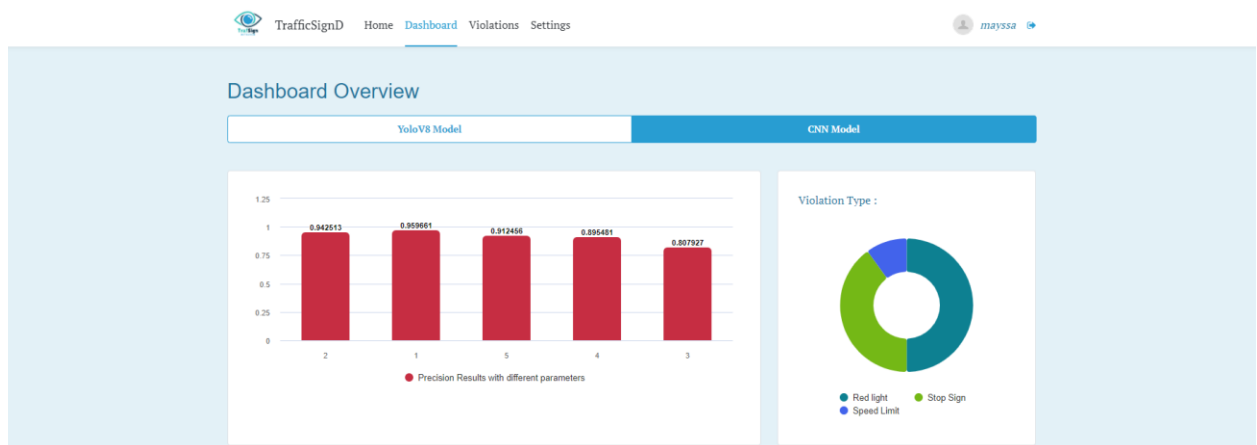 TrafficSignD Home Dashboard Violations Settings mayssa
Dashboard Overview
YoloV8 Model CNN Model
1.25
1
0.75
0.5
0.25
0
0.942513 0.959661 0.912456 0.895481 0.807927
2 1 5 4 3
Precision Results with different parameters
Violation Type :
Red light Stop Sign
Speed Limit